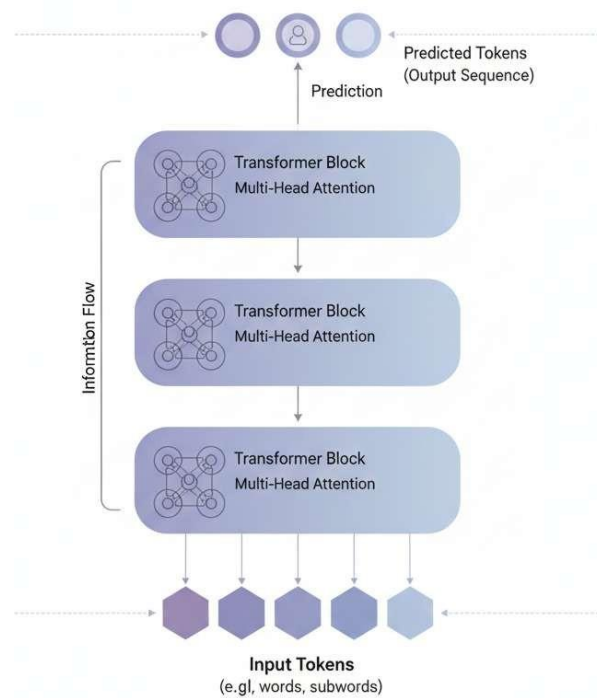 Predicted Tokens
(Output Sequence)
Prediction
Transformer Block
Multi-Head Attention
Informtion Flow
Transformer Block
Multi-Head Attention
Transformer Block
Multi-Head Attention
Input Tokens
(e.gl, words, subwords)